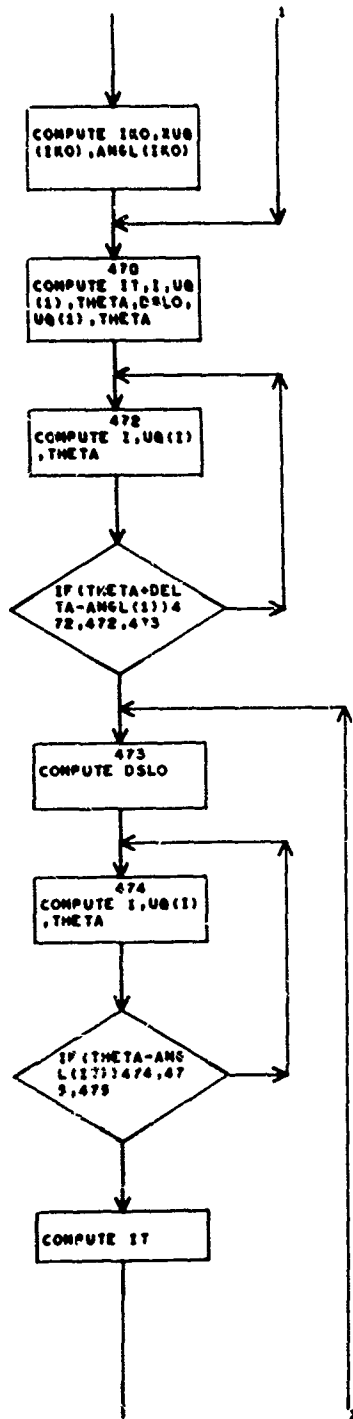 1
COMPUTE IKO,XUQ
(IKO),ANGL(IKO)
470
COMPUTE IT,I,UQ
(1),THETA,DSLO,
UQ(1),THETA
472
COMPUTE I,UQ(I)
,THETA
IF(THETA+DEL
TA-ANGL(1))4
72,472,473
473
COMPUTE DSLO
474
COMPUTE I,UQ(I)
,THETA
IF(THETA-ANG
L(IT))474,47
5,475
COMPUTE IT